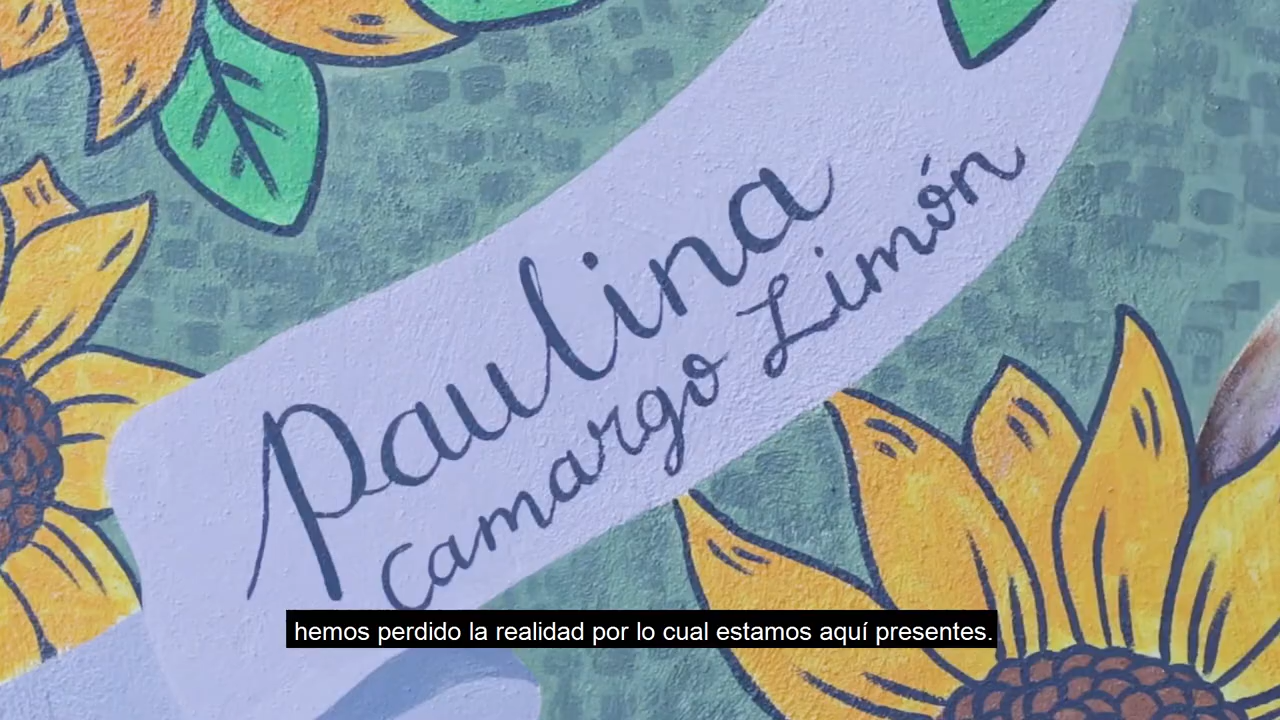 Paulina
Camargo Limón
hemos perdido la realidad por lo cual estamos aquí presentes.